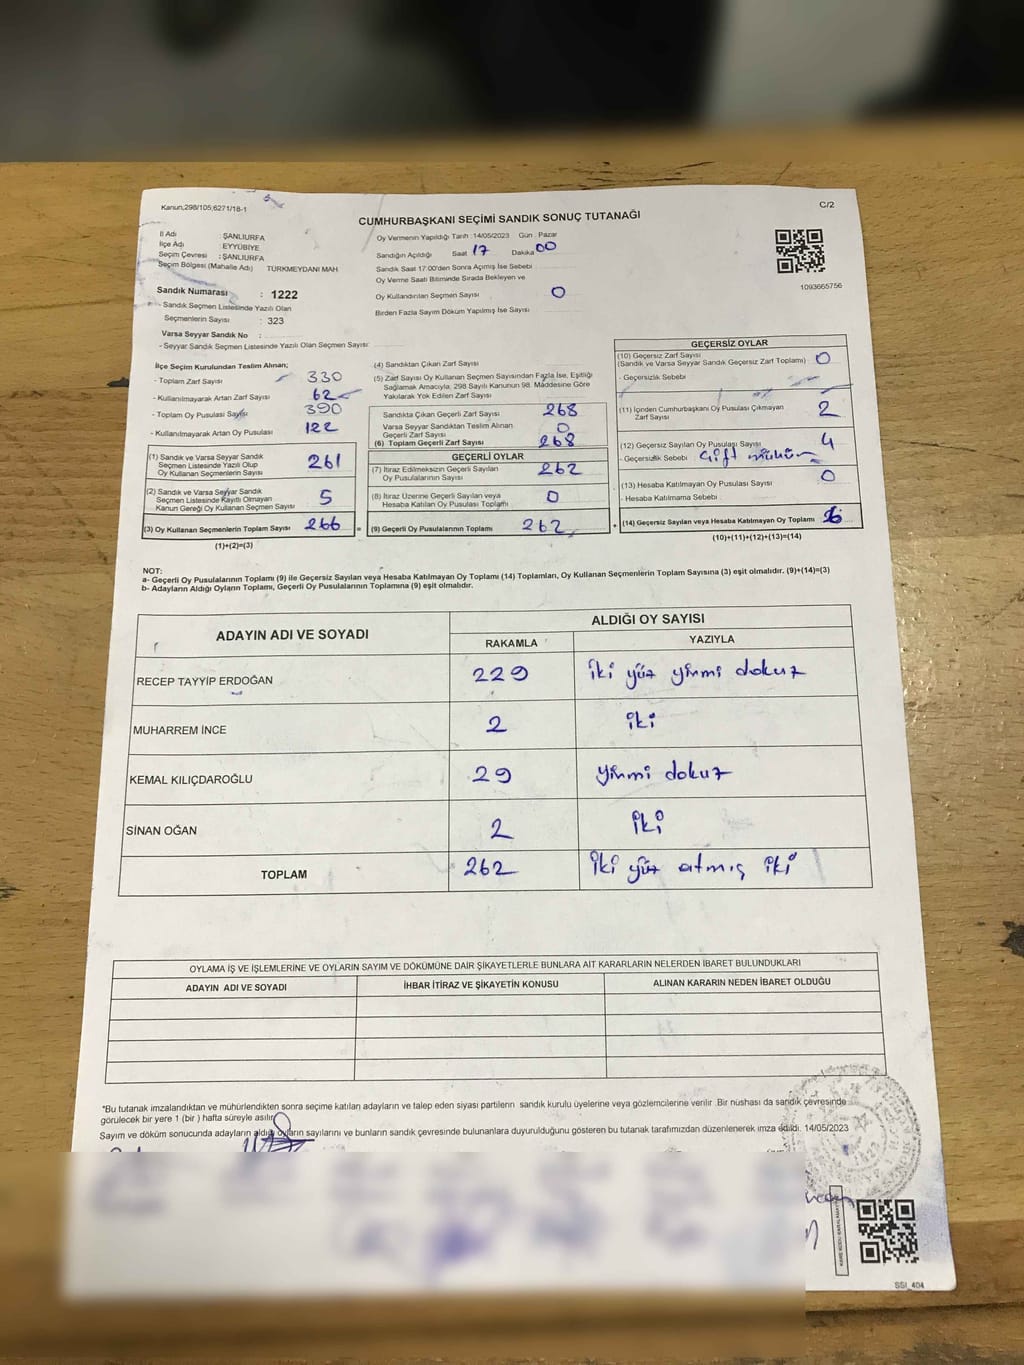 Kanun,298/105,6271/18-1
C/2
CUMHURBAŞKANI SEÇİMİ SANDIK SONUÇ TUTANAĞI
İl Adı : ŞANLIURFA
İlçe Adı : EYYÜBİYE
Seçim Çevresi : ŞANLIURFA
Seçim Bölgesi (Mahalle Adı) TÜRKMEYDANI MAH
Sandık Numarası : 1222
- Sandık Seçmen Listesinde Yazılı Olan
Seçmenlerin Sayısı : 323
Varsa Seyyar Sandık No :
- Seyyar Sandık Seçmen Listesinde Yazılı Olan Seçmen Sayısı:
Oy Vermenin Yapıldığı Tarih :14/05/2023 Gün : Pazar
Sandığın Açıldığı Saat 17 Dakika 00
Sandık Saat 17.00'den Sonra Açılmış İse Sebebi
Oy Verme Saati Bitiminde Sırada Bekleyen ve
Oy Kullandırılan Seçmen Sayısı 0
Birden Fazla Sayım Döküm Yapılmış İse Sayısı
1093665756
İlçe Seçim Kurulundan Teslim Alınan;
- Toplam Zarf Sayısı 330
- Kullanılmayarak Artan Zarf Sayısı 62
- Toplam Oy Pusulası Sayısı 390
- Kullanılmayarak Artan Oy Pusulası 122
(1) Sandık ve Varsa Seyyar Sandık
Seçmen Listesinde Yazılı Olup
Oy Kullanan Seçmenlerin Sayısı 261
(2) Sandık ve Varsa Seyyar Sandık
Seçmen Listesinde Kayıtlı Olmayan
Kanun Gereği Oy Kullanan Seçmen Sayısı 5
(3) Oy Kullanan Seçmenlerin Toplam Sayısı 266 =
(1)+(2)=(3)
(4) Sandıktan Çıkan Zarf Sayısı
(5) Zarf Sayısı Oy Kullanan Seçmen Sayısından Fazla İse, Eşitliği
Sağlamak Amacıyla, 298 Sayılı Kanunun 98. Maddesine Göre
Yakılarak Yok Edilen Zarf Sayısı
Sandıkta Çıkan Geçerli Zarf Sayısı 268
Varsa Seyyar Sandıktan Teslim Alınan
Geçerli Zarf Sayısı 0
(6) Toplam Geçerli Zarf Sayısı 268
GEÇERLİ OYLAR
(7) İtiraz Edilmeksizin Geçerli Sayılan
Oy Pusulasının Sayısı 262
(8) İtiraz Üzerine Geçerli Sayılan veya
Hesaba Katılan Oy Pusulası Toplamı 0
(9) Geçerli Oy Pusulalarının Toplamı 262 +
GEÇERSİZ OYLAR
(10) Geçersiz Zarf Sayısı
(Sandık ve Varsa Seyyar Sandık Geçersiz Zarf Toplamı) 0
- Geçersizlik Sebebi
(11) İçinden Cumhurbaşkanı Oy Pusulası Çıkmayan
Zarf Sayısı 2
(12) Geçersiz Sayılan Oy Pusulası Sayısı 4
- Geçersizlik Sebebi Çift mühür
(13) Hesaba Katılmayan Oy Pusulası Sayısı 0
- Hesaba Katılmama Sebebi
(14) Geçersiz Sayılan veya Hesaba Katılmayan Oy Toplamı 6
(10)+(11)+(12)+(13)=(14)
NOT:
a- Geçerli Oy Pusulalarının Toplamı (9) ile Geçersiz Sayılan veya Hesaba Katılmayan Oy Toplamı (14) Toplamları, Oy Kullanan Seçmenlerin Toplam Sayısına (3) eşit olmalıdır. (9)+(14)=(3)
b- Adayların Aldığı Oyların Toplamı, Geçerli Oy Pusulalarının Toplamına (9) eşit olmalıdır.
ADAYIN ADI VE SOYADI
ALDIĞI OY SAYISI
RAKAMLA YAZIYLA
RECEP TAYYİP ERDOĞAN 229 iki yüz yirmi dokuz
MUHARREM İNCE 2 iki
KEMAL KILIÇDAROĞLU 29 yirmi dokuz
SİNAN OĞAN 2 iki
TOPLAM 262 iki yüz atmış iki
OYLAMA İŞ VE İŞLEMLERİNE VE OYLARIN SAYIM VE DÖKÜMÜNE DAİR ŞİKAYETLERLE BUNLARA AİT KARARLARIN NELERDEN İBARET BULUNDUKLARI
ADAYIN ADI VE SOYADI İHBAR İTİRAZ VE ŞİKAYETİN KONUSU ALINAN KARARIN NEDEN İBARET OLDUĞU
*Bu tutanak imzalandıktan ve mühürlendikten sonra seçime katılan adayların ve talep eden siyasi partilerin sandık kurulu üyelerine veya gözlemcilerine verilir. Bir nüshası da sandık çevresinde
görülecek bir yere 1 (bir ) hafta süreyle asılır.
Sayım ve döküm sonucunda adayların aldığı oyların sayılarını ve bunların sandık çevresinde bulunanlara duyurulduğunu gösteren bu tutanak tarafımızdan düzenlenerek imza edildi. 14/05/2023
SSI_404